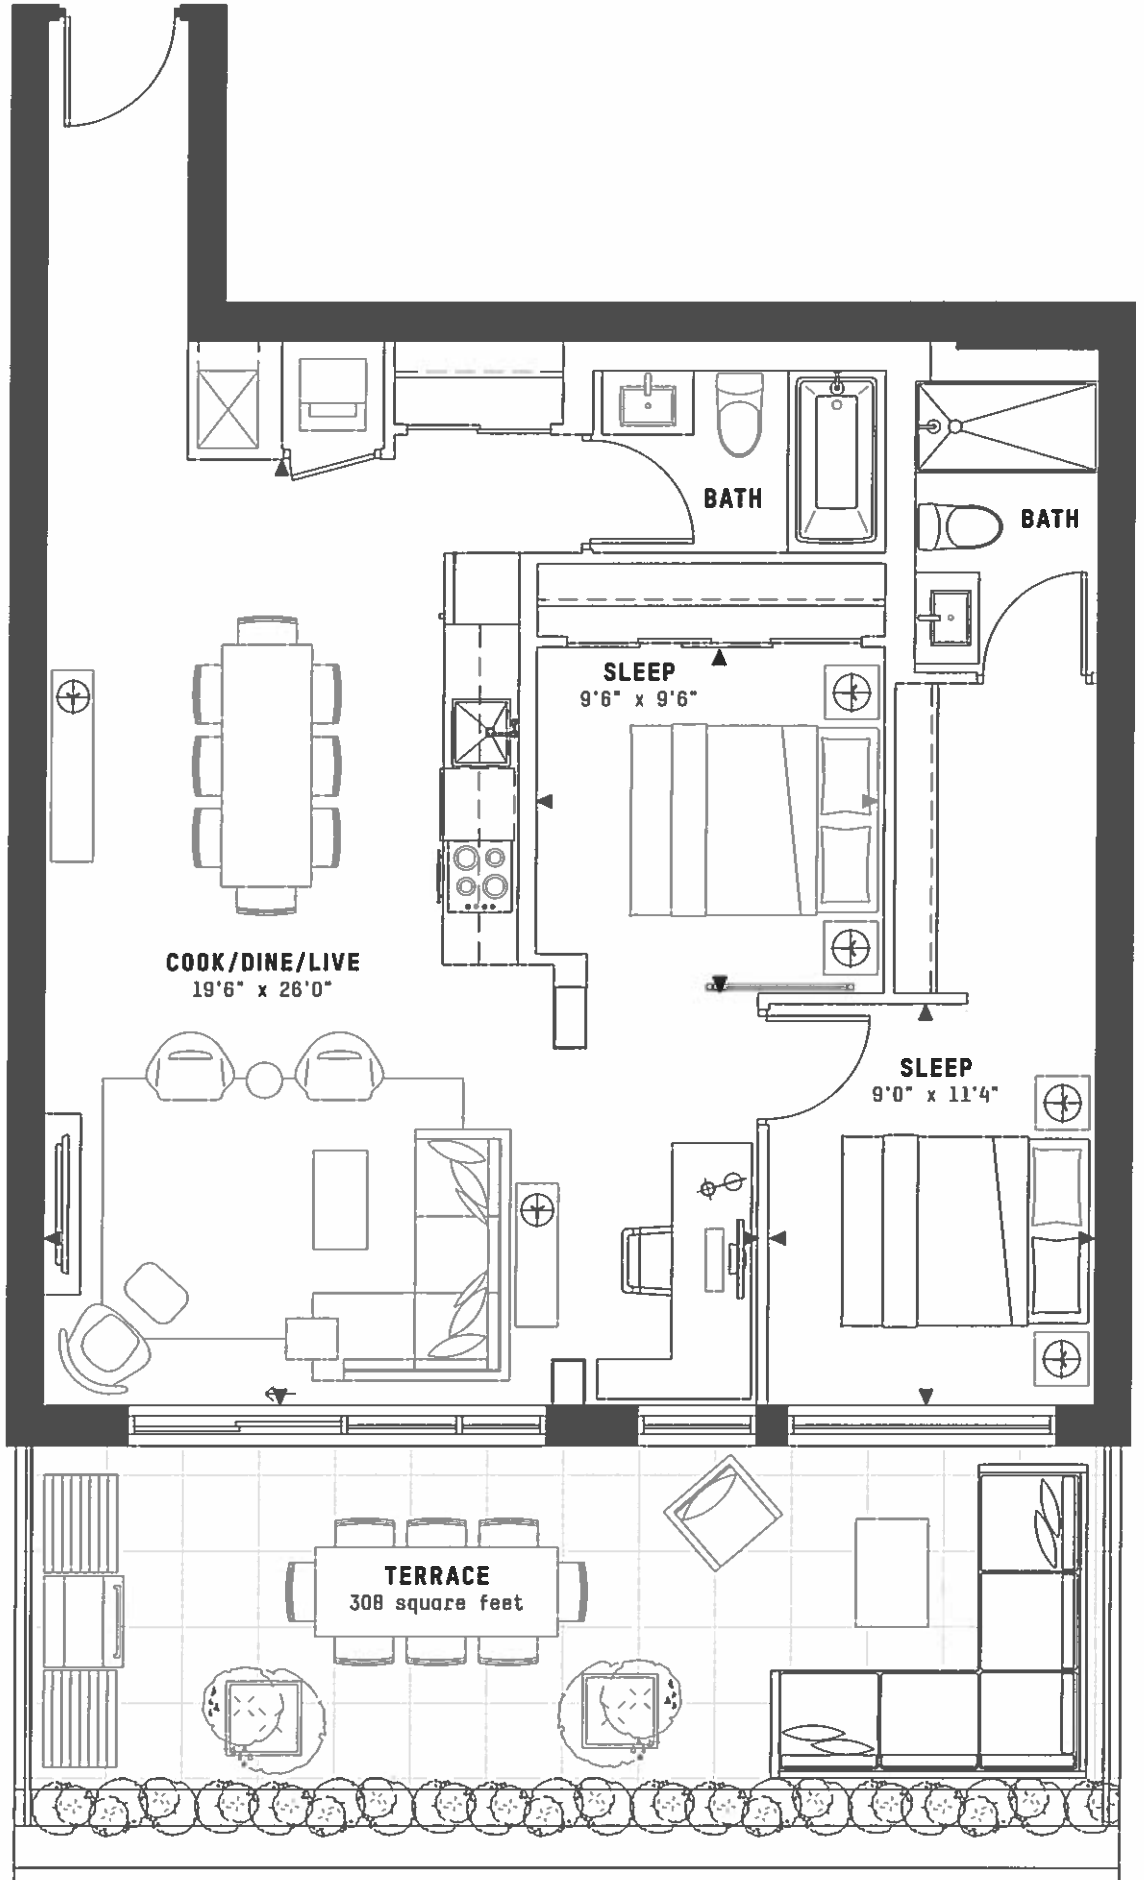 BATH
BATH
SLEEP
9'6" x 9'6"
COOK/DINE/LIVE
19'6" x 26'0"
SLEEP
9'0" x 11'4"
TERRACE
308 square feet